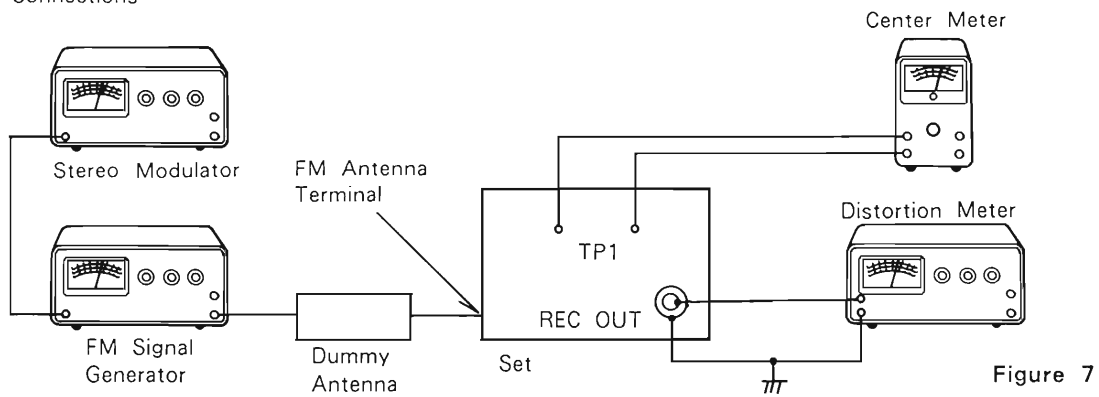 Center Meter
Stereo Modulator
FM Antenna
Terminal
Distortion Meter
TP1
REC OUT
FM Signal
Generator
Dummy
Antenna
Set
Figure 7